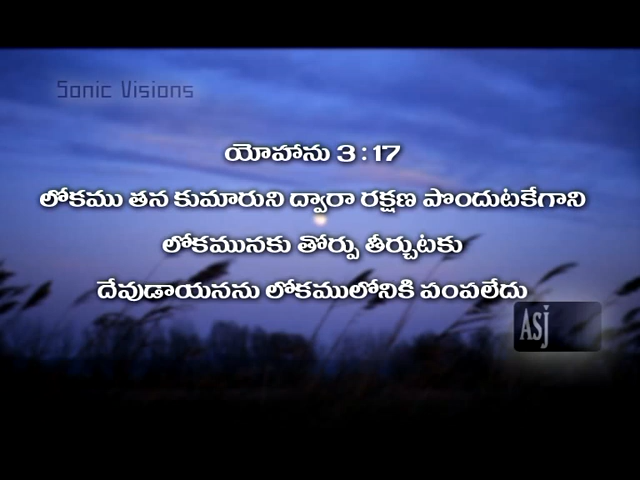 Sonic Visions
యోహాను 3 : 17
లోకము తన కుమారుని ద్వారా రక్షణ పొందుటకేగాని
లోకమునకు తోర్పు తీర్చుటకు
దేవుడాయనను లోకములోనికి పంపలేదు
Asj